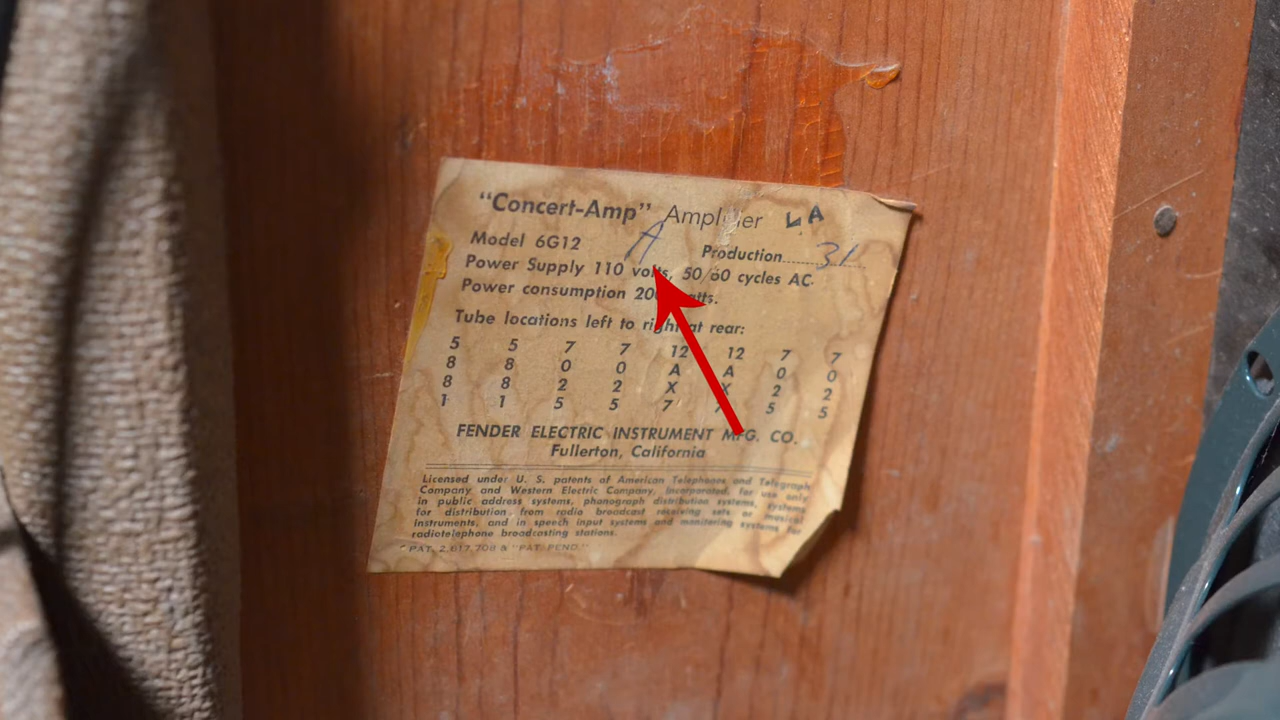 "Concert-Amp" Amplifier LA
Model 6G12 A Production 31
Power Supply 110 volts, 50/60 cycles AC.
Power consumption 200 watts.
Tube locations left to right at rear:
5 5 7 7 12 12 7 7
8 8 0 0 A A 0 0
8 8 2 2 X X 2 2
1 1 5 5 7 7 5 5
FENDER ELECTRIC INSTRUMENT MFG. CO.
Fullerton, California
Licensed under U. S. patents of American Telephone and Telegraph
Company and Western Electric Company, Incorporated, for use only
in public address systems, phonograph distribution systems, systems
for distribution from radio broadcast receiving sets or musical
instruments, and in speech input systems and monitoring systems for
radiotelephone broadcasting stations.
PAT. 2,817,708 & "PAT. PEND."